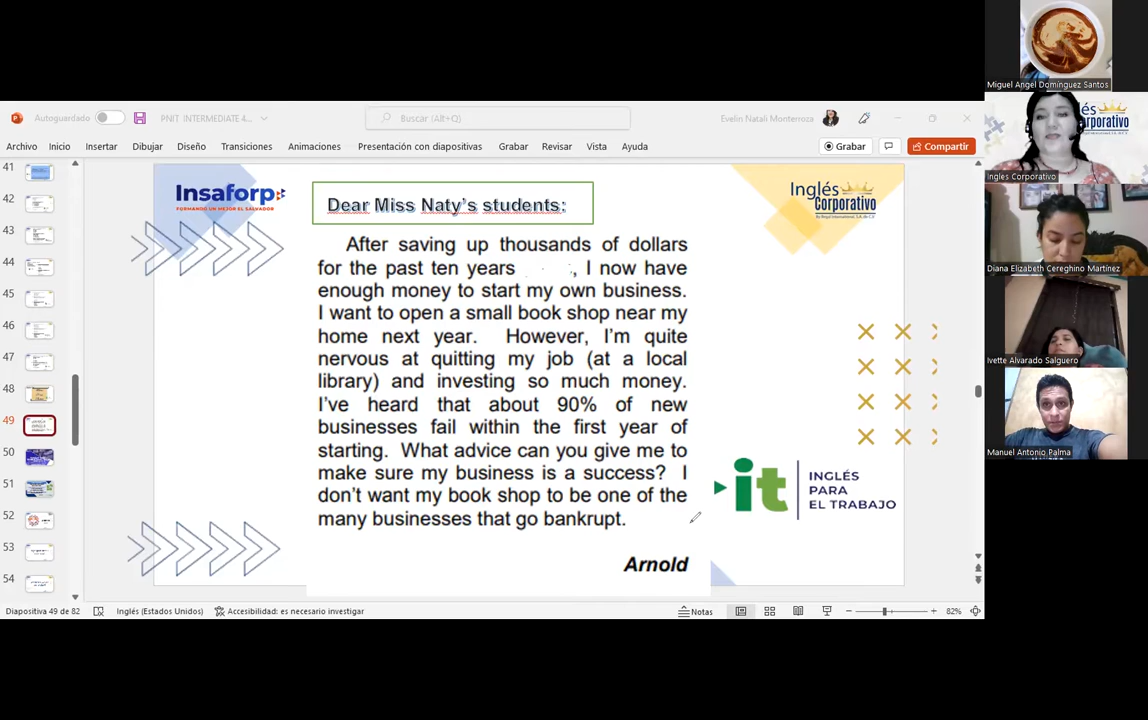 Autoguardado
PNIT INTERMEDIATE 4...
Buscar (Alt+Q)
Evelin Natali Monterroza
Archivo Inicio Insertar Dibujar Diseño Transiciones Animaciones Presentación con diapositivas Grabar Revisar Vista Ayuda
Grabar
Compartir
41
42
43
44
45
46
47
48
49
50
51
52
53
54
Insaforp
FORMANDO UN MEJOR EL SALVADOR
Dear Miss Naty's students:
Inglés
Corporativo
After saving up thousands of dollars
for the past ten years , I now have
enough money to start my own business.
I want to open a small book shop near my
home next year. However, I'm quite
nervous at quitting my job (at a local
library) and investing so much money.
I've heard that about 90% of new
businesses fail within the first year of
starting. What advice can you give me to
make sure my business is a success? I
don't want my book shop to be one of the
many businesses that go bankrupt.
Arnold
it
INGLÉS
PARA
EL TRABAJO
Diapositiva 49 de 82
Inglés (Estados Unidos)
Accesibilidad: es necesario investigar
Notas
82%
Miguel Angel Domínguez Santos
Ingles Corporativo
Diana Elizabeth Cereghino Martínez
Ivette Alvarado Salguero
Manuel Antonio Palma